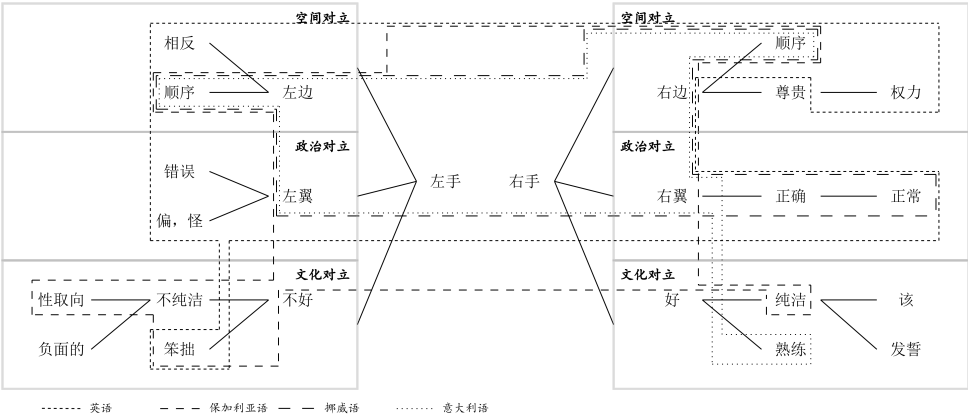 空间对立 空间对立
相反 顺序
顺序 左边 右边 尊贵 权力
政治对立 政治对立
错误 左手 右手
左翼 右翼 正确 正常
偏，怪
文化对立 文化对立
性取向 不纯洁 不好 好 纯洁 该
负面的 笨拙 熟练 发誓
英语 保加利亚语 挪威语 意大利语